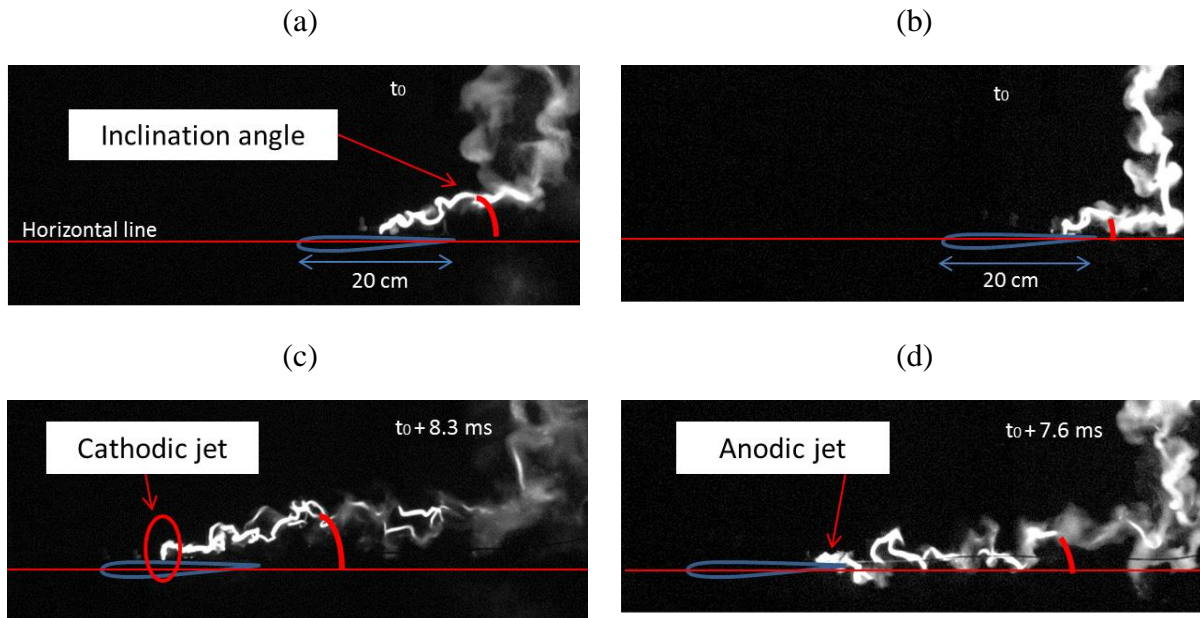 (a)
(b)
t0
Inclination angle
Horizontal line
20 cm
t0
20 cm
(c)
(d)
t0 + 8.3 ms
Cathodic jet
t0 + 7.6 ms
Anodic jet